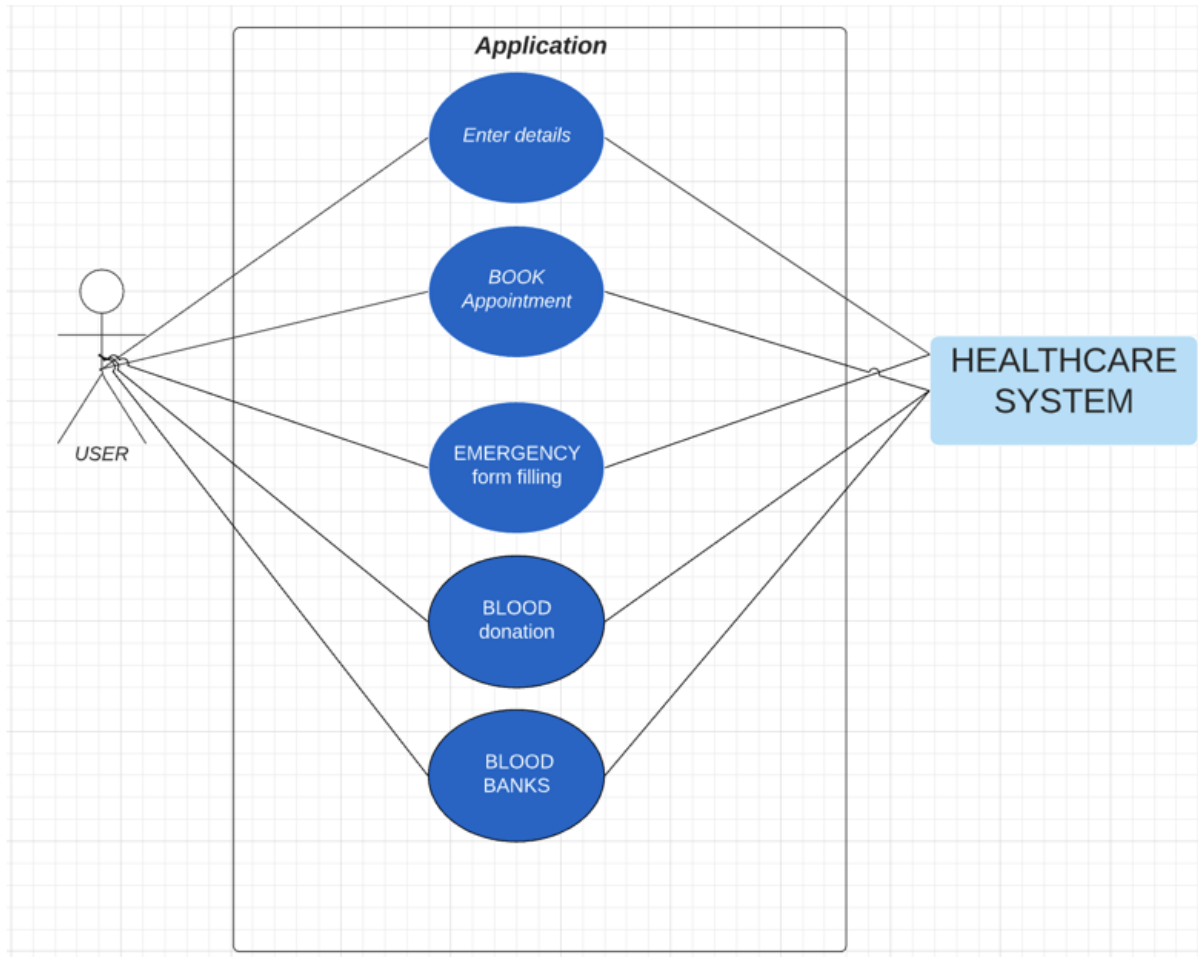 Application
Enter details
BOOK
Appointment
USER
EMERGENCY
form filling
BLOOD
donation
BLOOD
BANKS
HEALTHCARE
SYSTEM